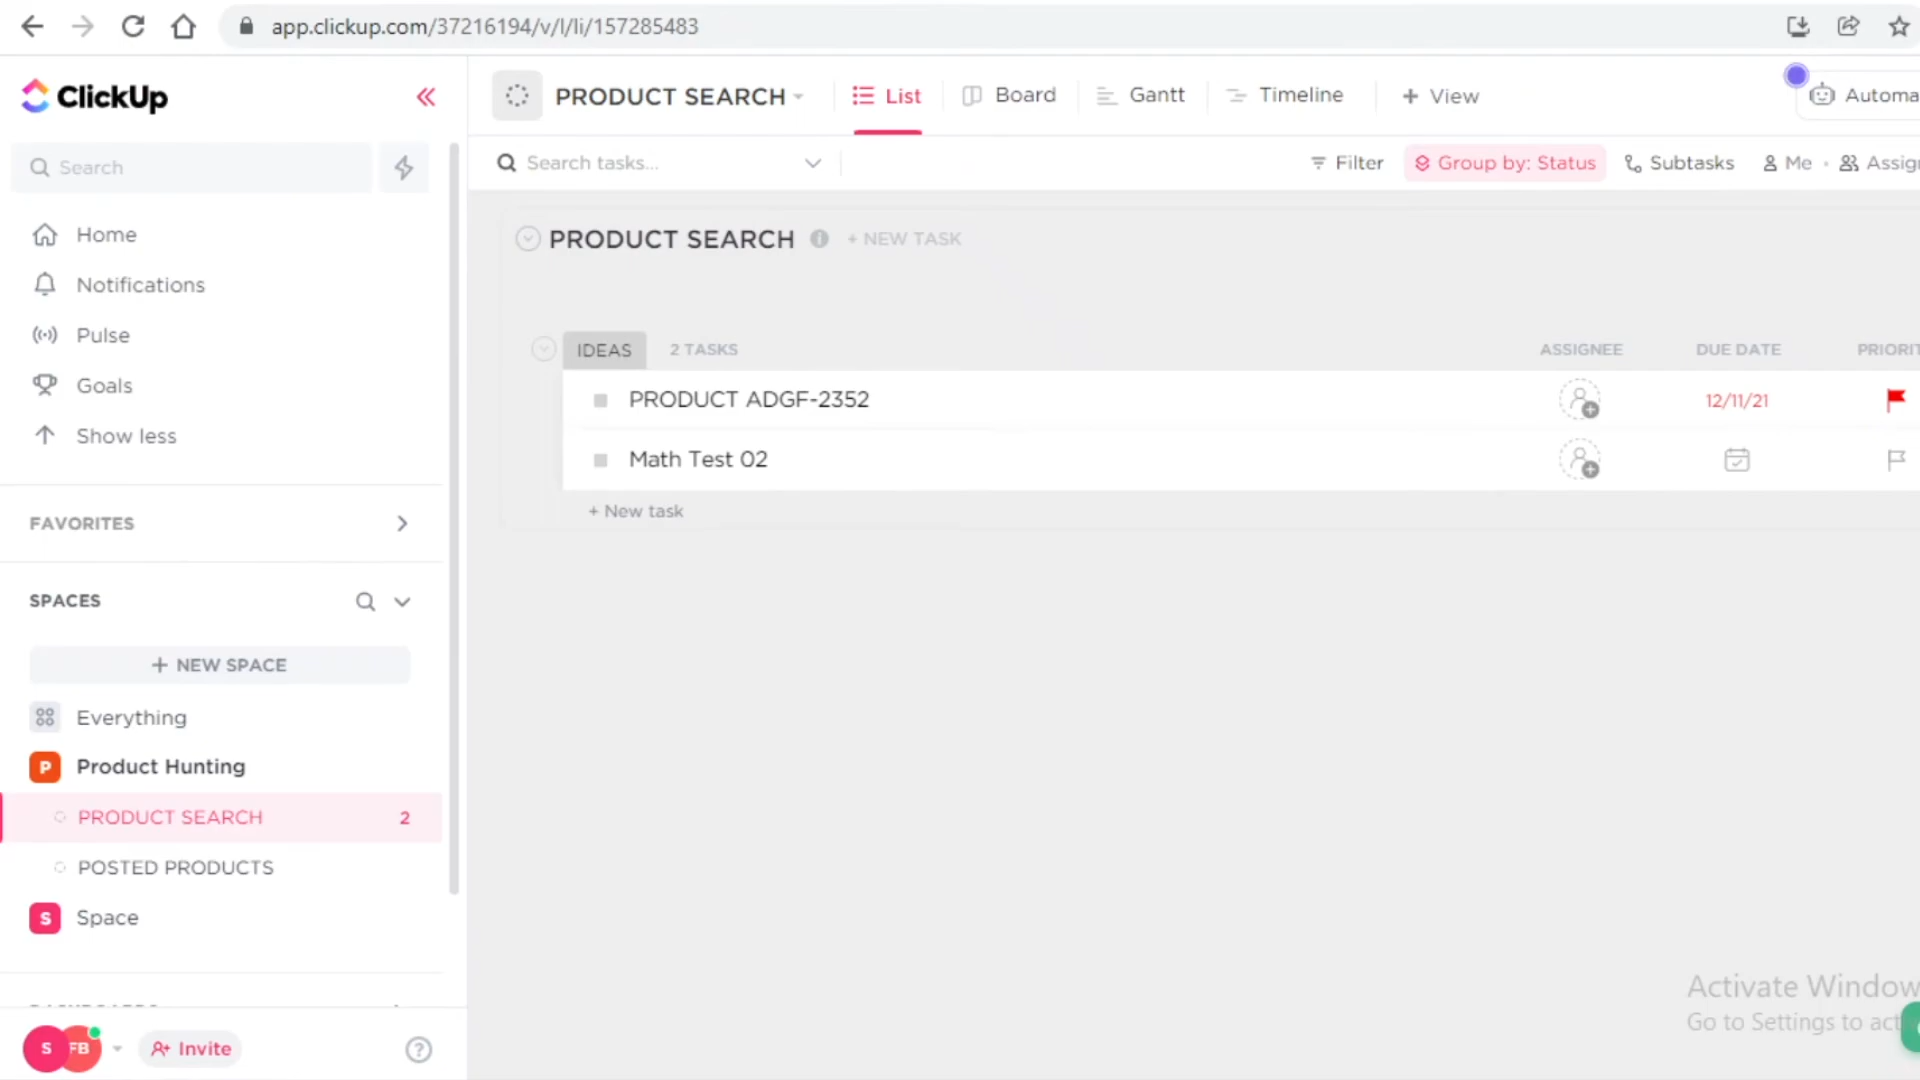 app.clickup.com/37216194/v/l/li/157285483
ClickUp
PRODUCT SEARCH
List
Board
Gantt
Timeline
+ View
Automa
Search
Search tasks...
Filter
Group by: Status
Subtasks
Me
Assig
Home
Notifications
Pulse
Goals
Show less
FAVORITES
SPACES
+ NEW SPACE
Everything
P Product Hunting
PRODUCT SEARCH 2
POSTED PRODUCTS
S Space
S FB
Invite
PRODUCT SEARCH + NEW TASK
IDEAS 2 TASKS ASSIGNEE DUE DATE PRIORIT
PRODUCT ADGF-2352 12/11/21
Math Test 02
+ New task
Activate Window
Go to Settings to act